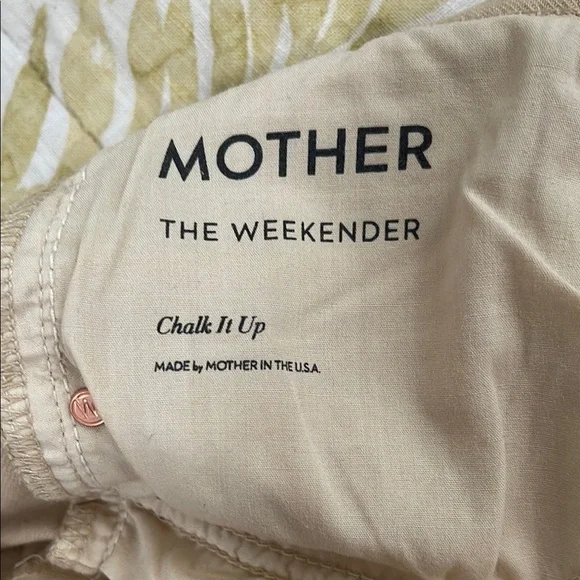 MOTHER
THE WEEKENDER
Chalk It Up
MADE by MOTHER IN THE U.S.A.